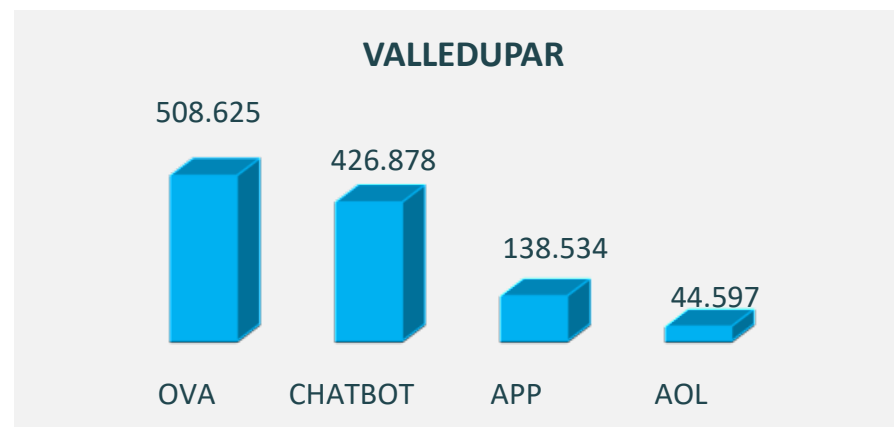 VALLEDUPAR
508.625
426.878
138.534
44.597
OVA CHATBOT APP AOL